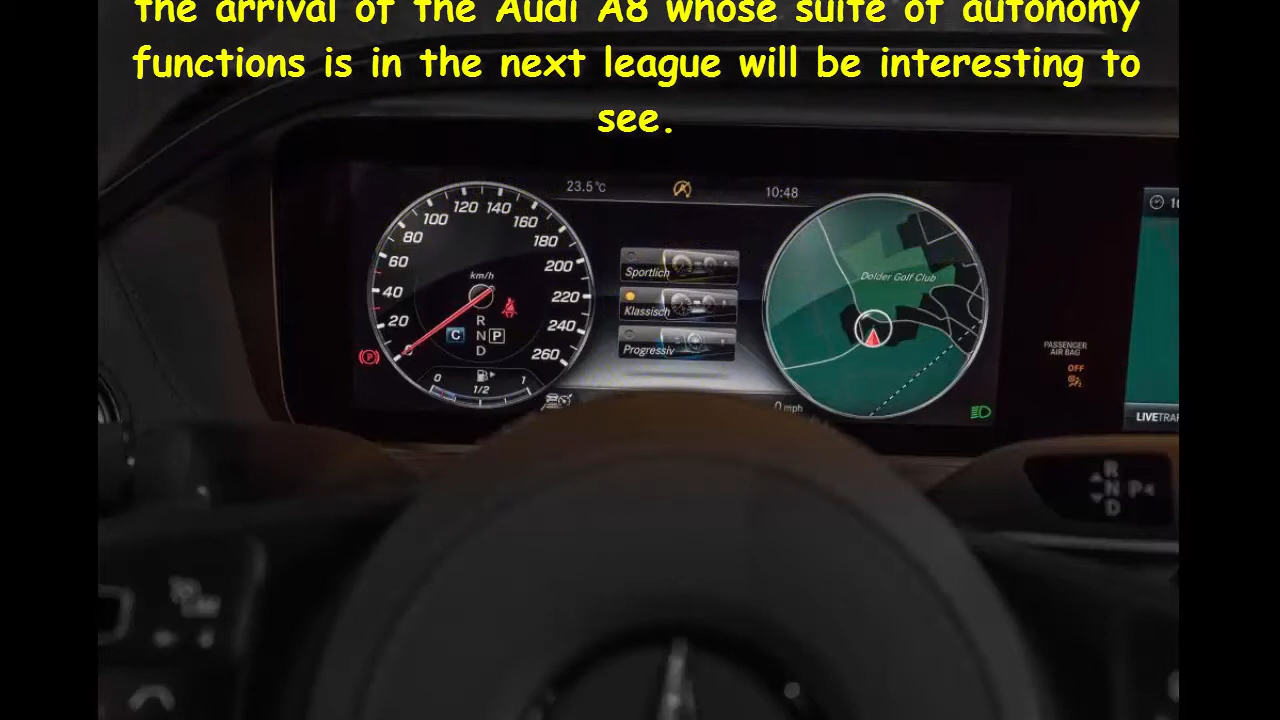 the arrival of the Audi A8 whose suite of autonomy
functions is in the next league will be interesting to
see.
23.5°C
10:48
120 140
100 160
80 180
60 200
40 220
20 240
0 260
km/h
R
N P
D
C
(P)
0 1/2 1
Sportlich
Klassisch
Progressiv
Dolder Golf Club
0 mph
PASSENGER
AIR BAG
OFF
R
N P
D